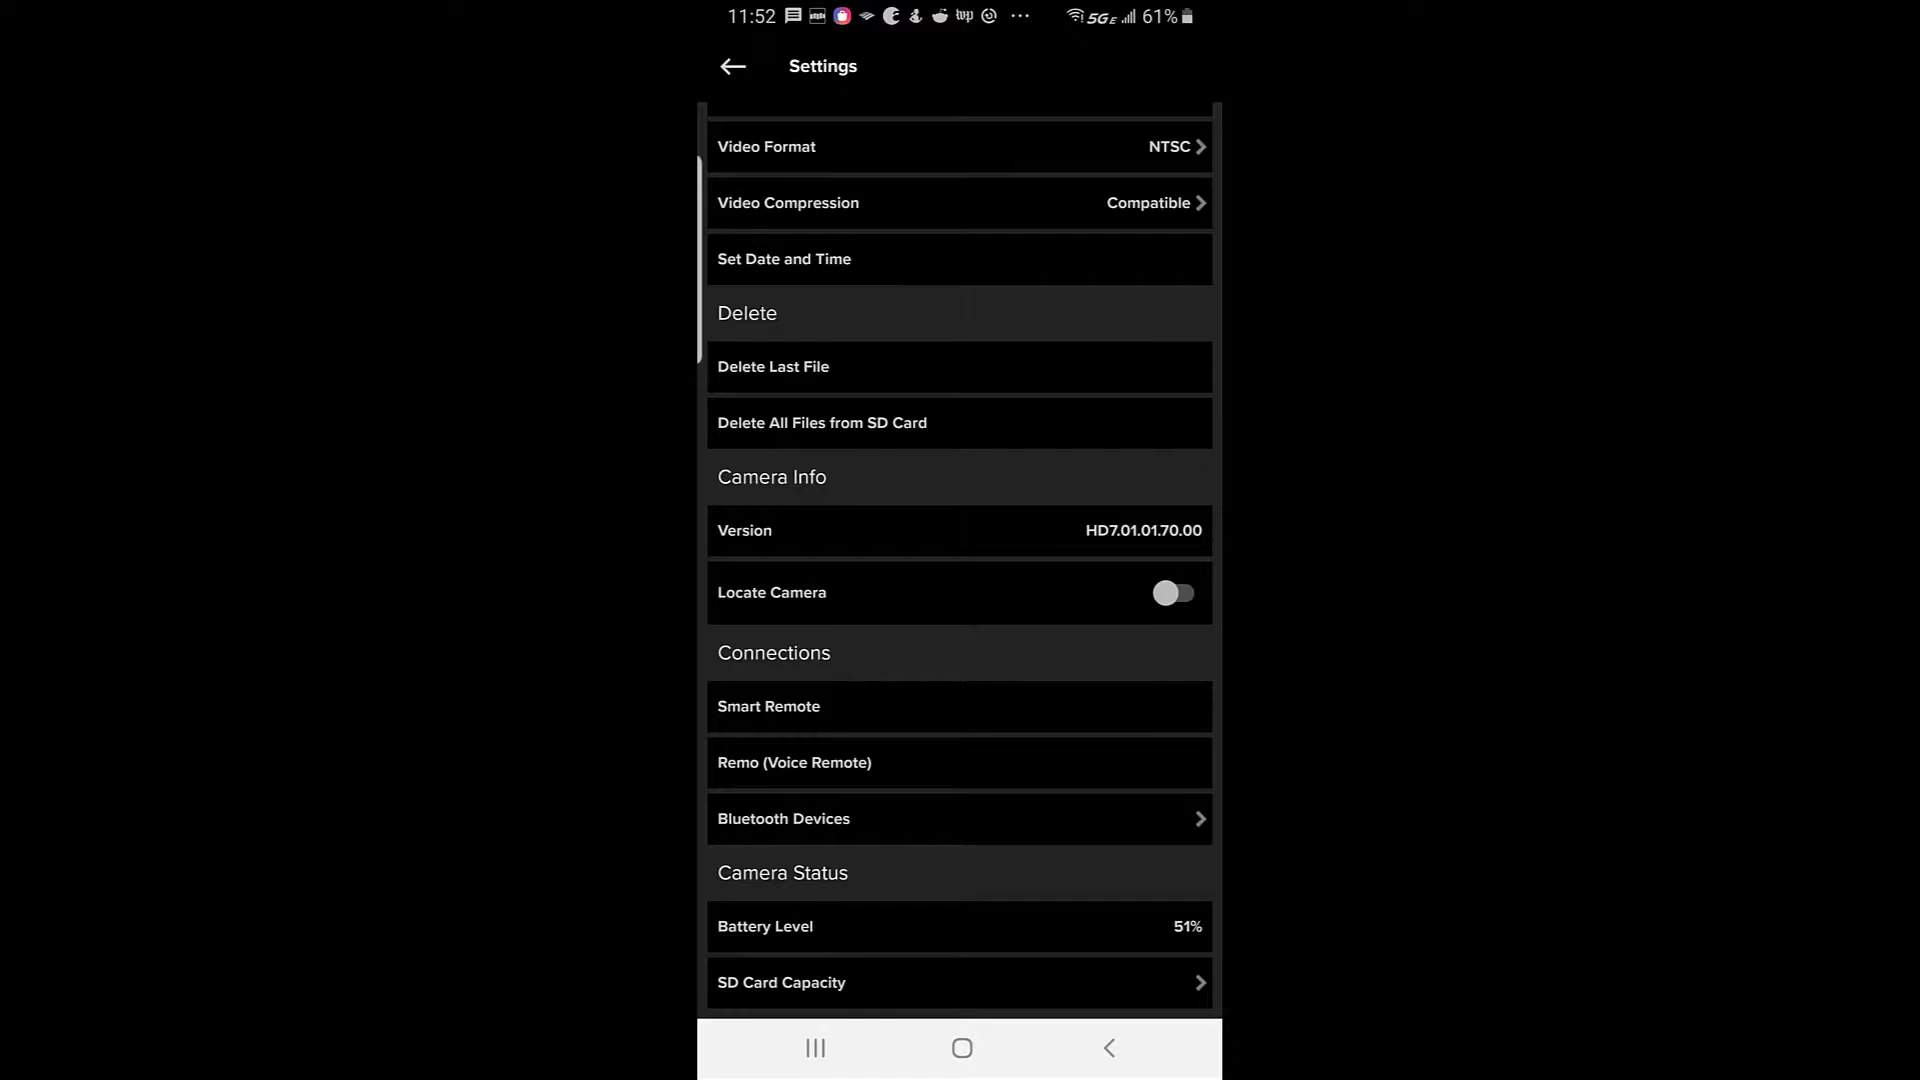 11:52 5GE 61%
Settings
Video Format NTSC
Video Compression Compatible
Set Date and Time
Delete
Delete Last File
Delete All Files from SD Card
Camera Info
Version HD7.01.01.70.00
Locate Camera
Connections
Smart Remote
Remo (Voice Remote)
Bluetooth Devices
Camera Status
Battery Level 51%
SD Card Capacity